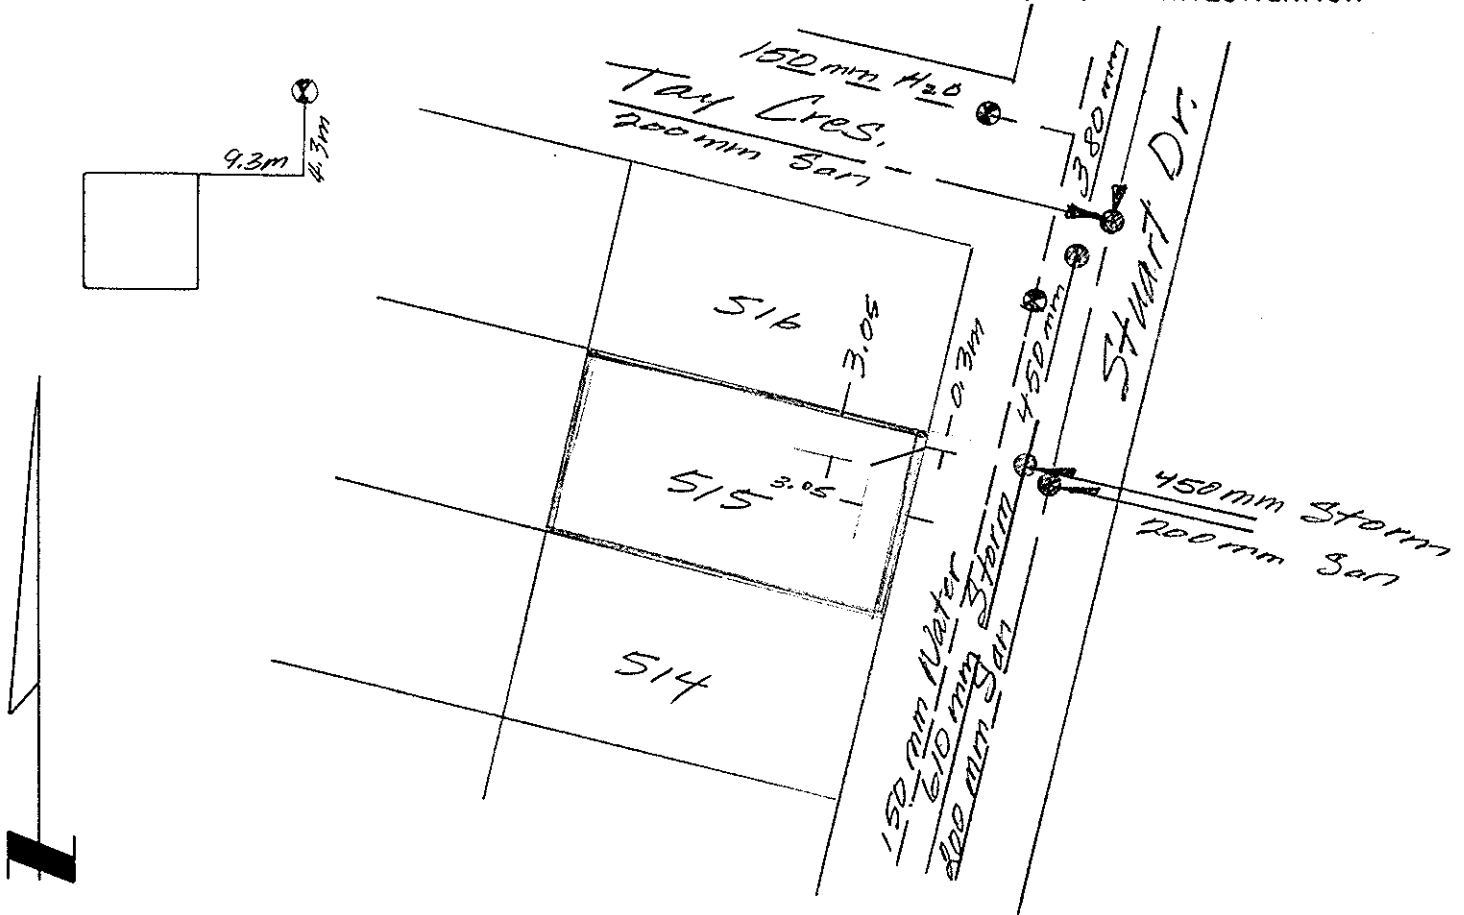 150mm H20
Tay Cres.
200mm San
9.3m
4.3m
380mm
Stuart Dr.
516
3.05
0.3m
450mm
515
3.05
450mm Storm
200mm San
514
150mm Water
610mm Storm
200mm San